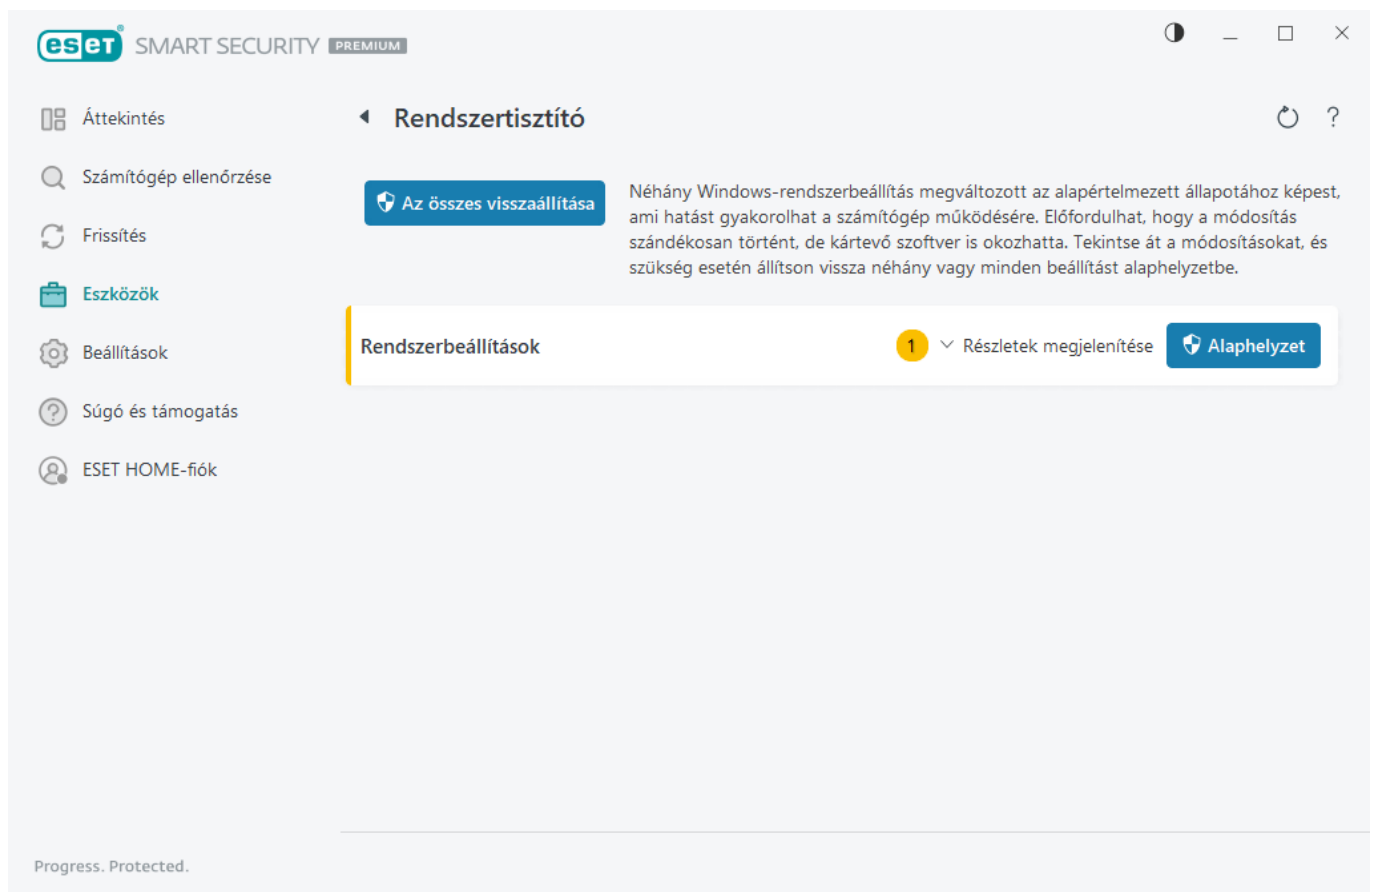 eset SMART SECURITY PREMIUM
Áttekintés
Számítógép ellenőrzése
Frissítés
Eszközök
Beállítások
Súgó és támogatás
ESET HOME-fiók
Rendszertisztító
?
Az összes visszaállítása
Néhány Windows-rendszerbeállítás megváltozott az alapértelmezett állapotához képest,
ami hatást gyakorolhat a számítógép működésére. Előfordulhat, hogy a módosítás
szándékosan történt, de kártevő szoftver is okozhatta. Tekintse át a módosításokat, és
szükség esetén állítson vissza néhány vagy minden beállítást alaphelyzetbe.
Rendszerbeállítások
1 Részletek megjelenítése
Alaphelyzet
Progress. Protected.